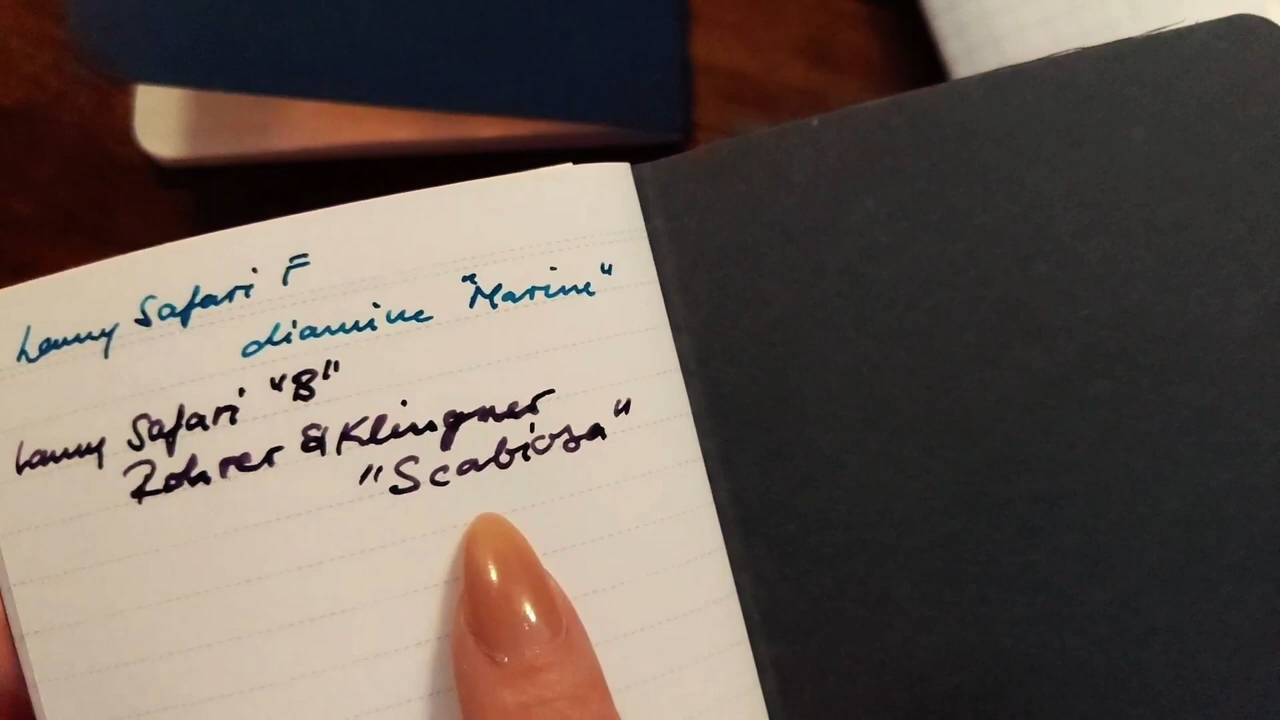 Lamy Safari F
diamine "Marine"
Lamy Safari "B"
Rohrer & Klingner
"Scabiosa"